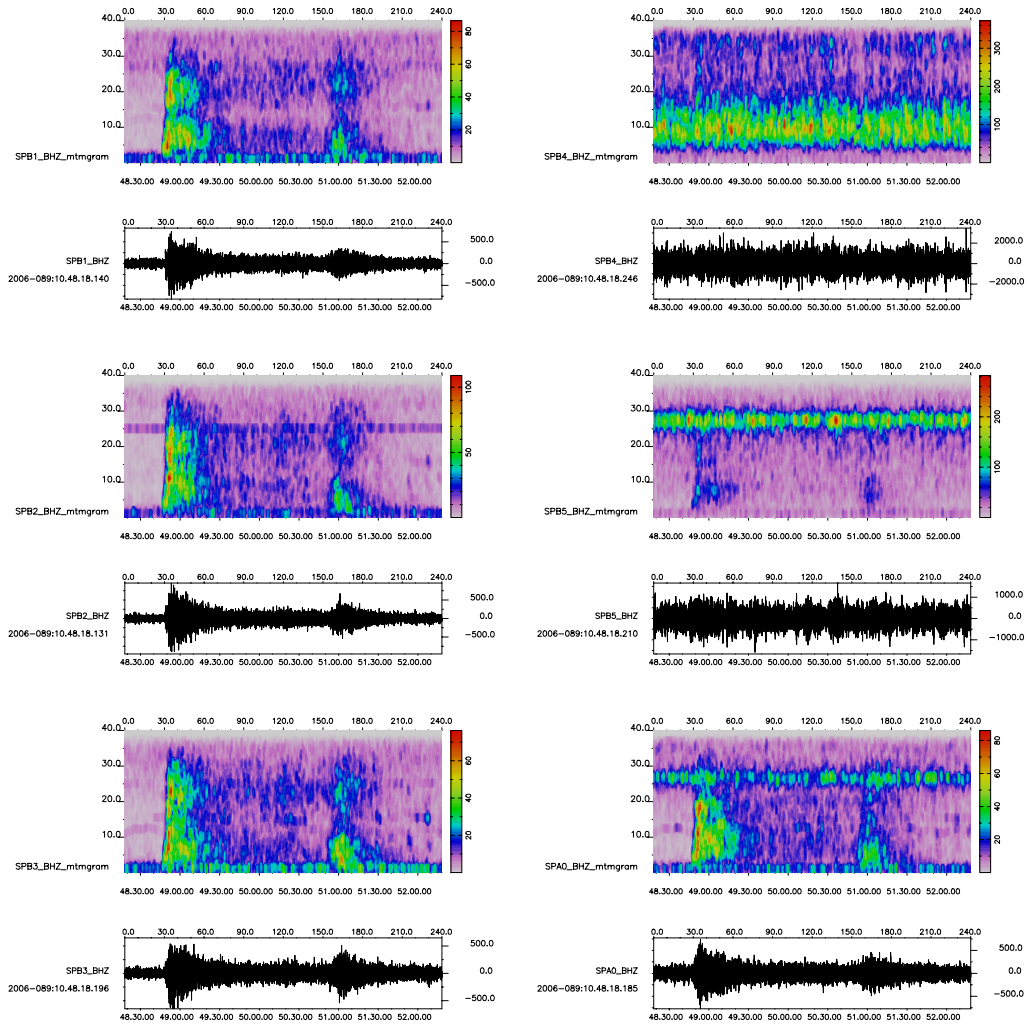 0.0 30.0 60.0 90.0 120.0 150.0 180.0 210.0 240.0
40.0
30.0
20.0
10.0
80
60
40
20
SPB1_BHZ_mtmgram
48.30.00 49.00.00 49.30.00 50.00.00 50.30.00 51.00.00 51.30.00 52.00.00
0.0 30.0 60.0 90.0 120.0 150.0 180.0 210.0 240.0
500.0
0.0
−500.0
SPB1_BHZ
2006−089:10.48.18.140
48.30.00 49.00.00 49.30.00 50.00.00 50.30.00 51.00.00 51.30.00 52.00.00
0.0 30.0 60.0 90.0 120.0 150.0 180.0 210.0 240.0
40.0
30.0
20.0
10.0
300
200
100
SPB4_BHZ_mtmgram
48.30.00 49.00.00 49.30.00 50.00.00 50.30.00 51.00.00 51.30.00 52.00.00
0.0 30.0 60.0 90.0 120.0 150.0 180.0 210.0 240.0
2000.0
0.0
−2000.0
SPB4_BHZ
2006−089:10.48.18.246
48.30.00 49.00.00 49.30.00 50.00.00 50.30.00 51.00.00 51.30.00 52.00.00
0.0 30.0 60.0 90.0 120.0 150.0 180.0 210.0 240.0
40.0
30.0
20.0
10.0
100
50
SPB2_BHZ_mtmgram
48.30.00 49.00.00 49.30.00 50.00.00 50.30.00 51.00.00 51.30.00 52.00.00
0.0 30.0 60.0 90.0 120.0 150.0 180.0 210.0 240.0
500.0
0.0
−500.0
SPB2_BHZ
2006−089:10.48.18.131
48.30.00 49.00.00 49.30.00 50.00.00 50.30.00 51.00.00 51.30.00 52.00.00
0.0 30.0 60.0 90.0 120.0 150.0 180.0 210.0 240.0
40.0
30.0
20.0
10.0
200
100
SPB5_BHZ_mtmgram
48.30.00 49.00.00 49.30.00 50.00.00 50.30.00 51.00.00 51.30.00 52.00.00
0.0 30.0 60.0 90.0 120.0 150.0 180.0 210.0 240.0
1000.0
0.0
−1000.0
SPB5_BHZ
2006−089:10.48.18.210
48.30.00 49.00.00 49.30.00 50.00.00 50.30.00 51.00.00 51.30.00 52.00.00
0.0 30.0 60.0 90.0 120.0 150.0 180.0 210.0 240.0
40.0
30.0
20.0
10.0
60
40
20
SPB3_BHZ_mtmgram
48.30.00 49.00.00 49.30.00 50.00.00 50.30.00 51.00.00 51.30.00 52.00.00
0.0 30.0 60.0 90.0 120.0 150.0 180.0 210.0 240.0
500.0
0.0
−500.0
SPB3_BHZ
2006−089:10.48.18.196
48.30.00 49.00.00 49.30.00 50.00.00 50.30.00 51.00.00 51.30.00 52.00.00
0.0 30.0 60.0 90.0 120.0 150.0 180.0 210.0 240.0
40.0
30.0
20.0
10.0
80
60
40
20
SPA0_BHZ_mtmgram
48.30.00 49.00.00 49.30.00 50.00.00 50.30.00 51.00.00 51.30.00 52.00.00
0.0 30.0 60.0 90.0 120.0 150.0 180.0 210.0 240.0
500.0
0.0
−500.0
SPA0_BHZ
2006−089:10.48.18.185
48.30.00 49.00.00 49.30.00 50.00.00 50.30.00 51.00.00 51.30.00 52.00.00